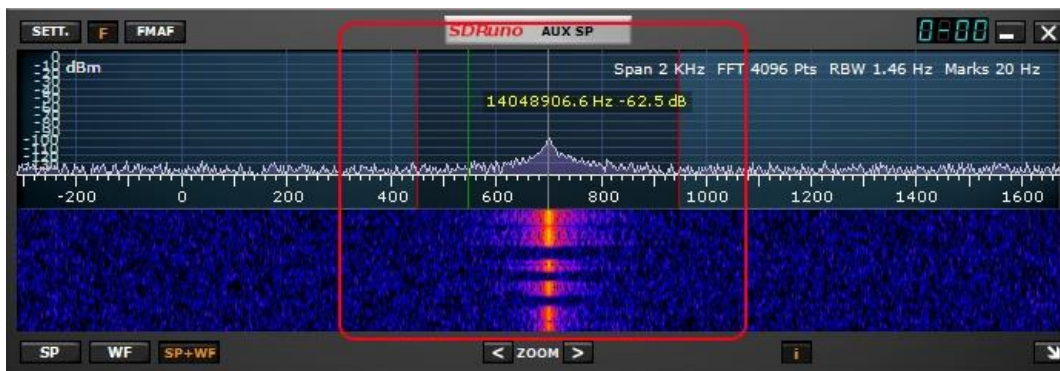 SETT. F FMAF SDRuno AUX SP 0-00
dBm
Span 2 KHz FFT 4096 Pts RBW 1.46 Hz Marks 20 Hz
14048906.6 Hz -62.5 dB
-200 0 200 400 600 800 1000 1200 1400 1600
SP WF SP+WF < ZOOM > i